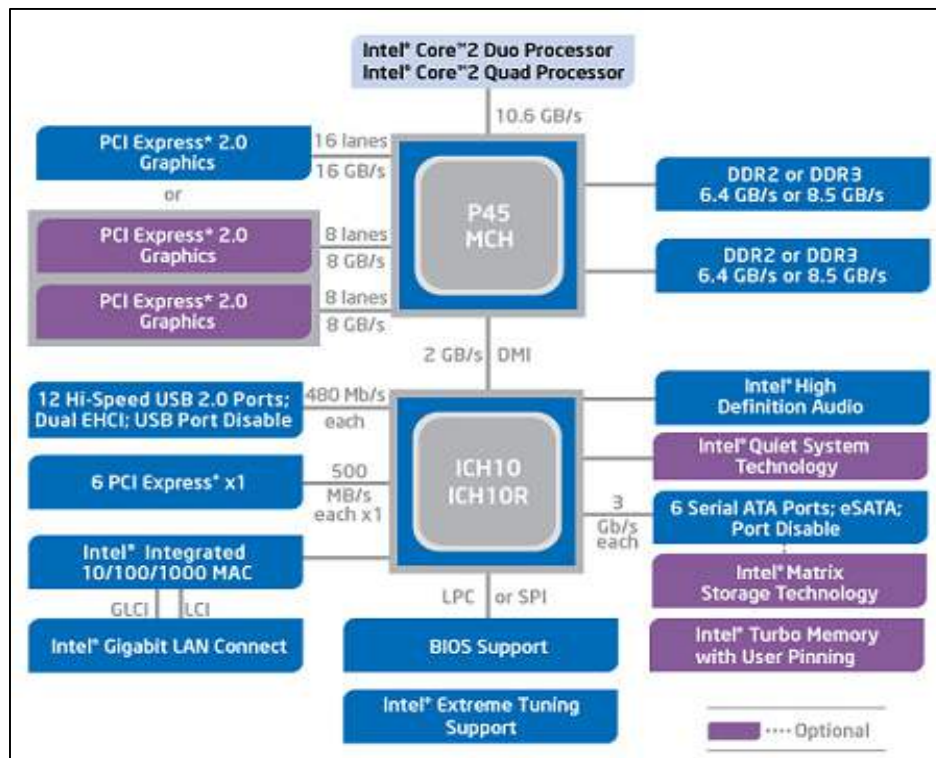 Intel® Core™2 Duo Processor
Intel® Core™2 Quad Processor
10.6 GB/s
PCI Express* 2.0
Graphics
16 lanes
16 GB/s
or
PCI Express* 2.0
Graphics
8 lanes
8 GB/s
PCI Express* 2.0
Graphics
8 lanes
8 GB/s
P45
MCH
DDR2 or DDR3
6.4 GB/s or 8.5 GB/s
DDR2 or DDR3
6.4 GB/s or 8.5 GB/s
2 GB/s DMI
12 Hi-Speed USB 2.0 Ports;
Dual EHCI; USB Port Disable
480 Mb/s
each
6 PCI Express* x1
500
MB/s
each x1
Intel® Integrated
10/100/1000 MAC
GLCI LCI
Intel® Gigabit LAN Connect
ICH10
ICH10R
Intel® High
Definition Audio
Intel® Quiet System
Technology
3
Gb/s
each
6 Serial ATA Ports; eSATA;
Port Disable
Intel® Matrix
Storage Technology
Intel® Turbo Memory
with User Pinning
LPC or SPI
BIOS Support
Intel® Extreme Tuning
Support
Optional